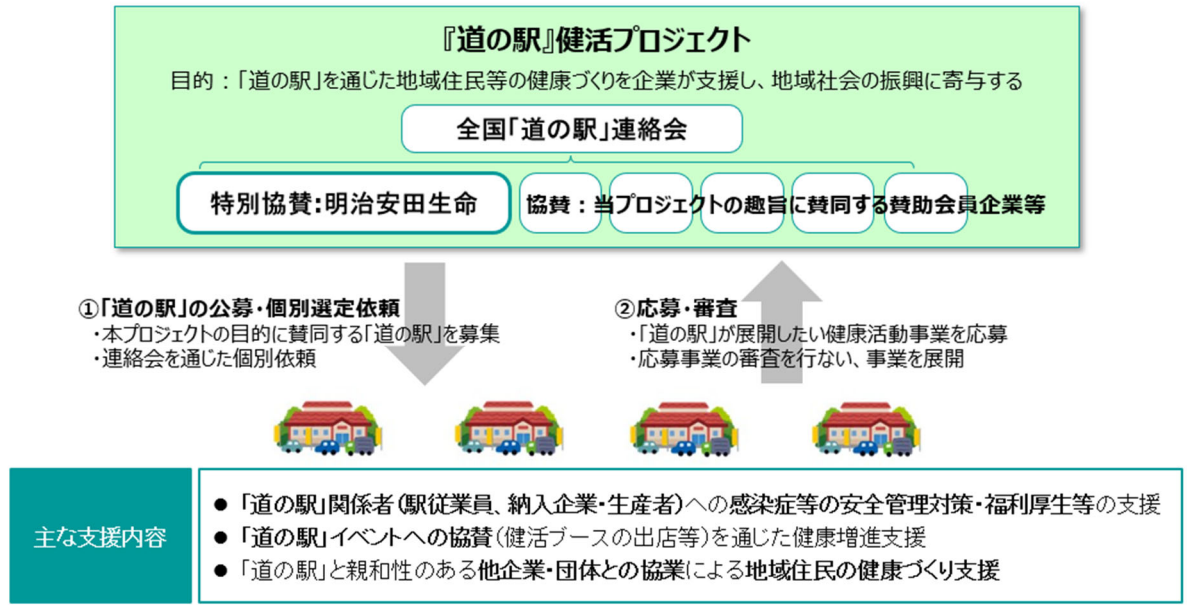 『道の駅』健活プロジェクト
目的：「道の駅」を通じた地域住民等の健康づくりを企業が支援し、地域社会の振興に寄与する
全国「道の駅」連絡会
特別協賛:明治安田生命
協賛：当プロジェクトの趣旨に賛同する賛助会員企業等
①「道の駅」の公募・個別選定依頼
・本プロジェクトの目的に賛同する「道の駅」を募集
・連絡会を通じた個別依頼
②応募・審査
・「道の駅」が展開したい健康活動事業を応募
・応募事業の審査を行ない、事業を展開
主な支援内容
● 「道の駅」関係者（駅従業員、納入企業・生産者）への感染症等の安全管理対策・福利厚生等の支援
● 「道の駅」イベントへの協賛（健活ブースの出店等）を通じた健康増進支援
● 「道の駅」と親和性のある他企業・団体との協業による地域住民の健康づくり支援